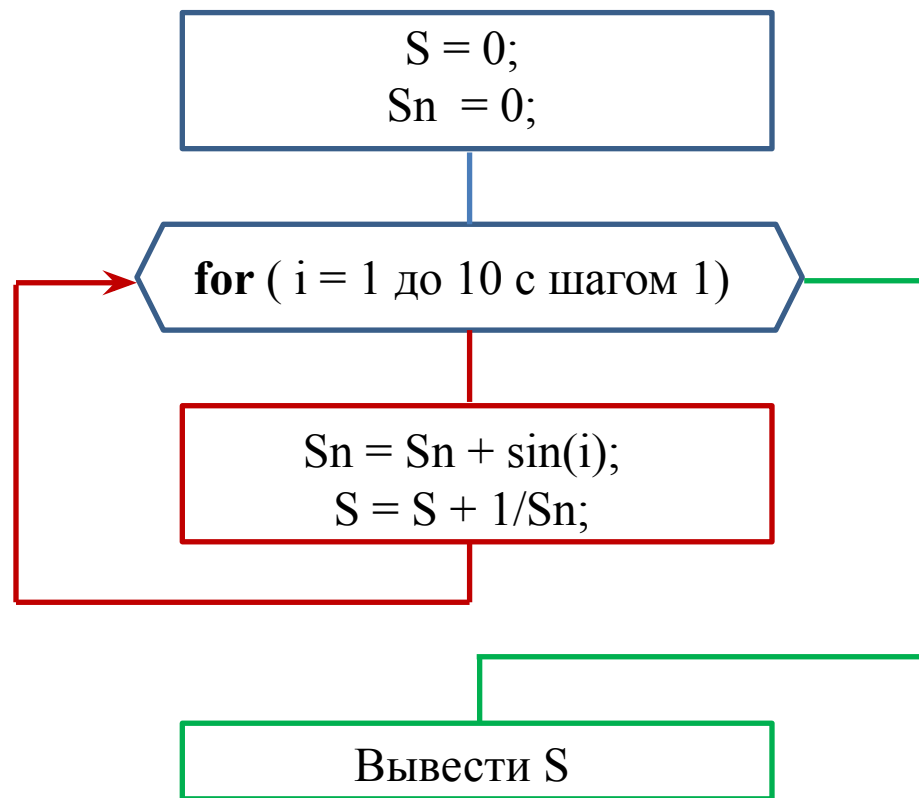 S = 0;
Sn = 0;
for ( i = 1 до 10 с шагом 1)
Sn = Sn + sin(i);
S = S + 1/Sn;
Вывести S